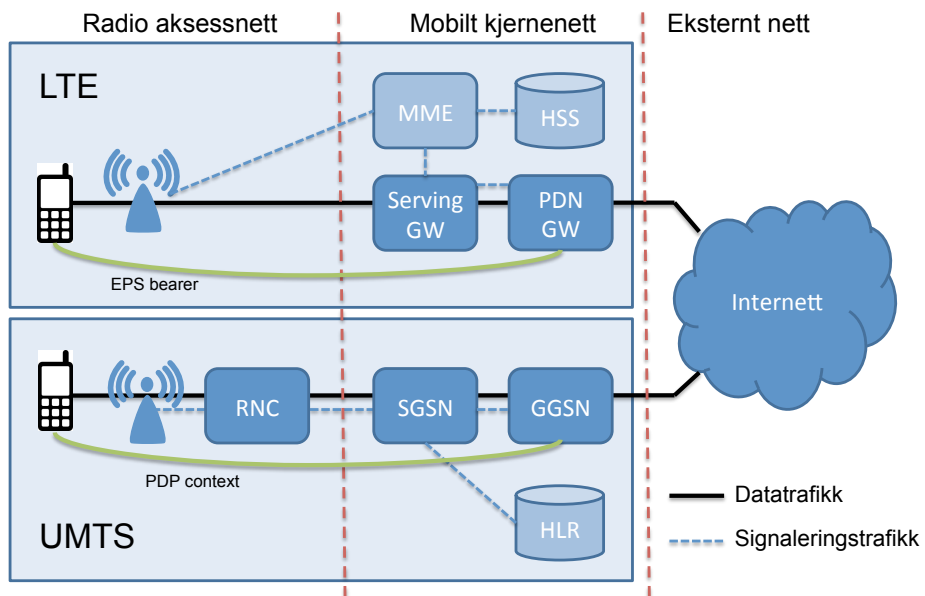 Radio aksessnett
Mobilt kjernenett
Eksternt nett
LTE
MME
HSS
Serving
GW
PDN
GW
EPS bearer
Internett
RNC
SGSN
GGSN
PDP context
HLR
UMTS
Datatrafikk
Signaleringstrafikk